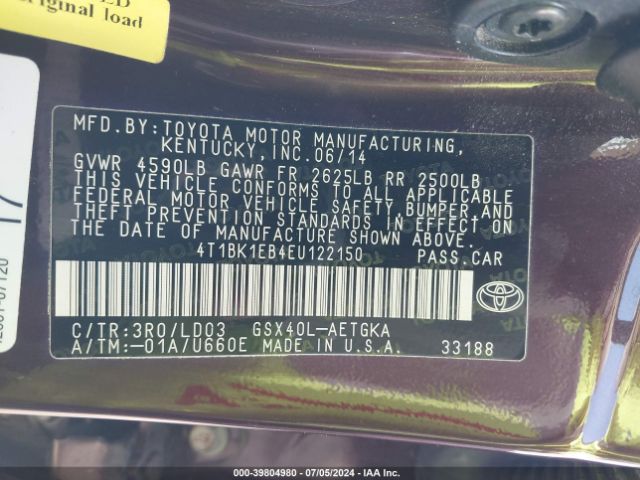 riginal load
MFD.BY:TOYOTA MOTOR MANUFACTURING,
KENTUCKY,INC.06/14
GVWR 4590LB GAWR FR 2625LB RR 2500LB
THIS VEHICLE CONFORMS TO ALL APPLICABLE
FEDERAL MOTOR VEHICLE SAFETY,BUMPER,AND
THEFT PREVENTION STANDARDS IN EFFECT ON
THE DATE OF MANUFACTURE SHOWN ABOVE.
4T1BK1EB4EU122150 PASS.CAR
C/TR:3R0/LD03 GSX40L-AETGKA
A/TM:-01A/U660E MADE IN U.S.A. 33188
000-39804980 - 07/05/2024 - IAA Inc.